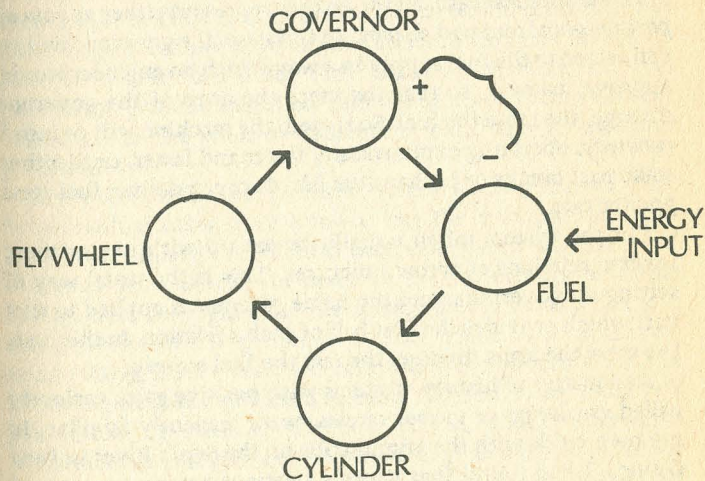 GOVERNOR
+
-
ENERGY
INPUT
FLYWHEEL
FUEL
CYLINDER